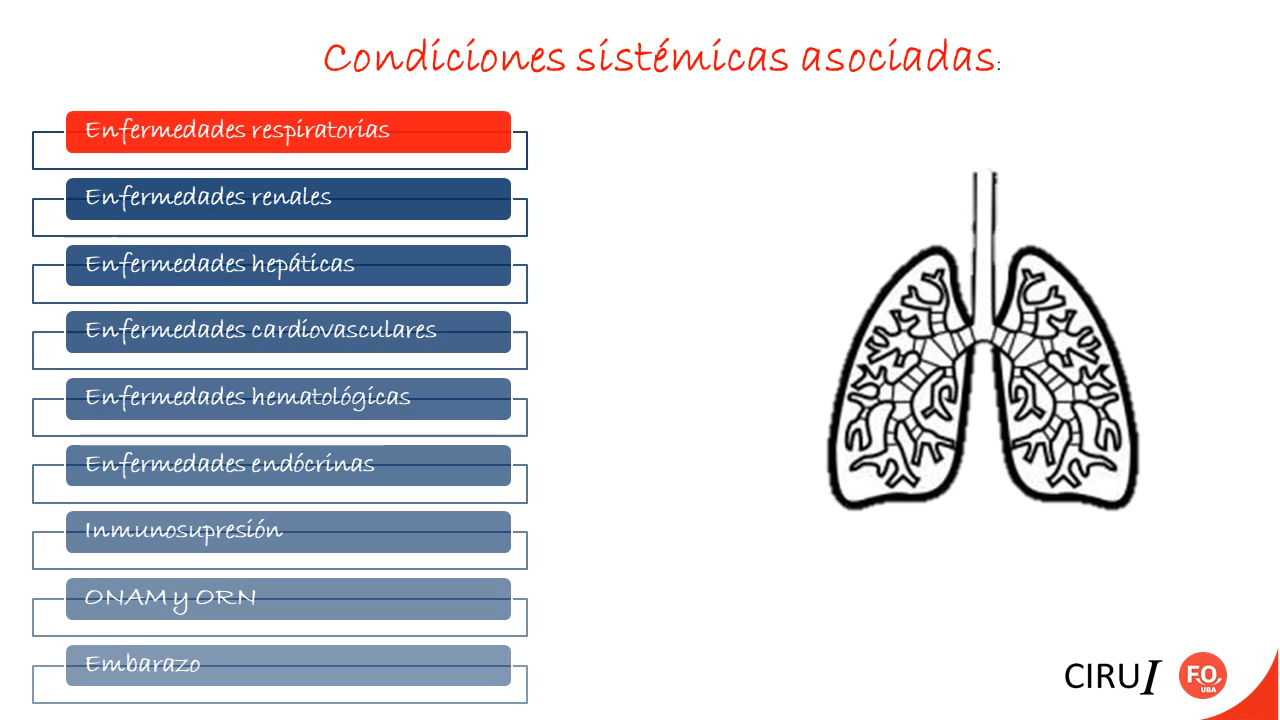 Condiciones sistémicas asociadas:
Enfermedades respiratorias
Enfermedades renales
Enfermedades hepáticas
Enfermedades cardiovasculares
Enfermedades hematológicas
Enfermedades endócrinas
Inmunosupresión
ONAM y ORN
Embarazo
CIRUI
F.O.
UBA